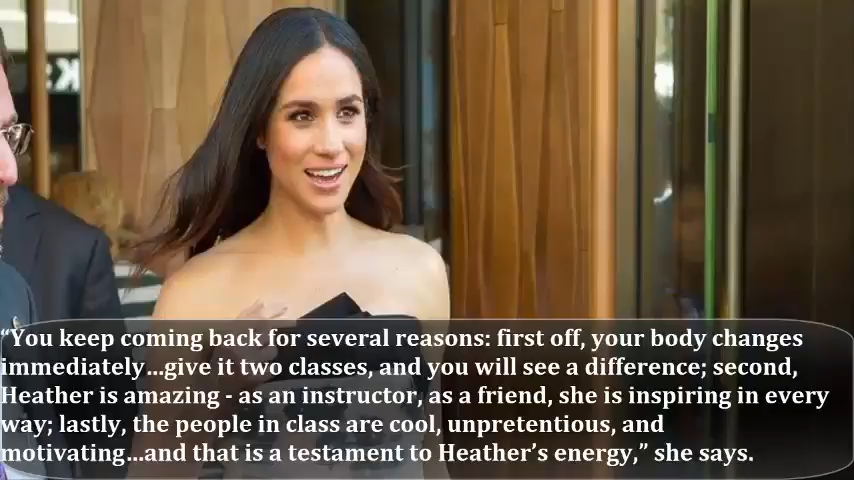 “You keep coming back for several reasons: first off, your body changes
immediately...give it two classes, and you will see a difference; second,
Heather is amazing - as an instructor, as a friend, she is inspiring in every
way; lastly, the people in class are cool, unpretentious, and
motivating...and that is a testament to Heather’s energy,” she says.